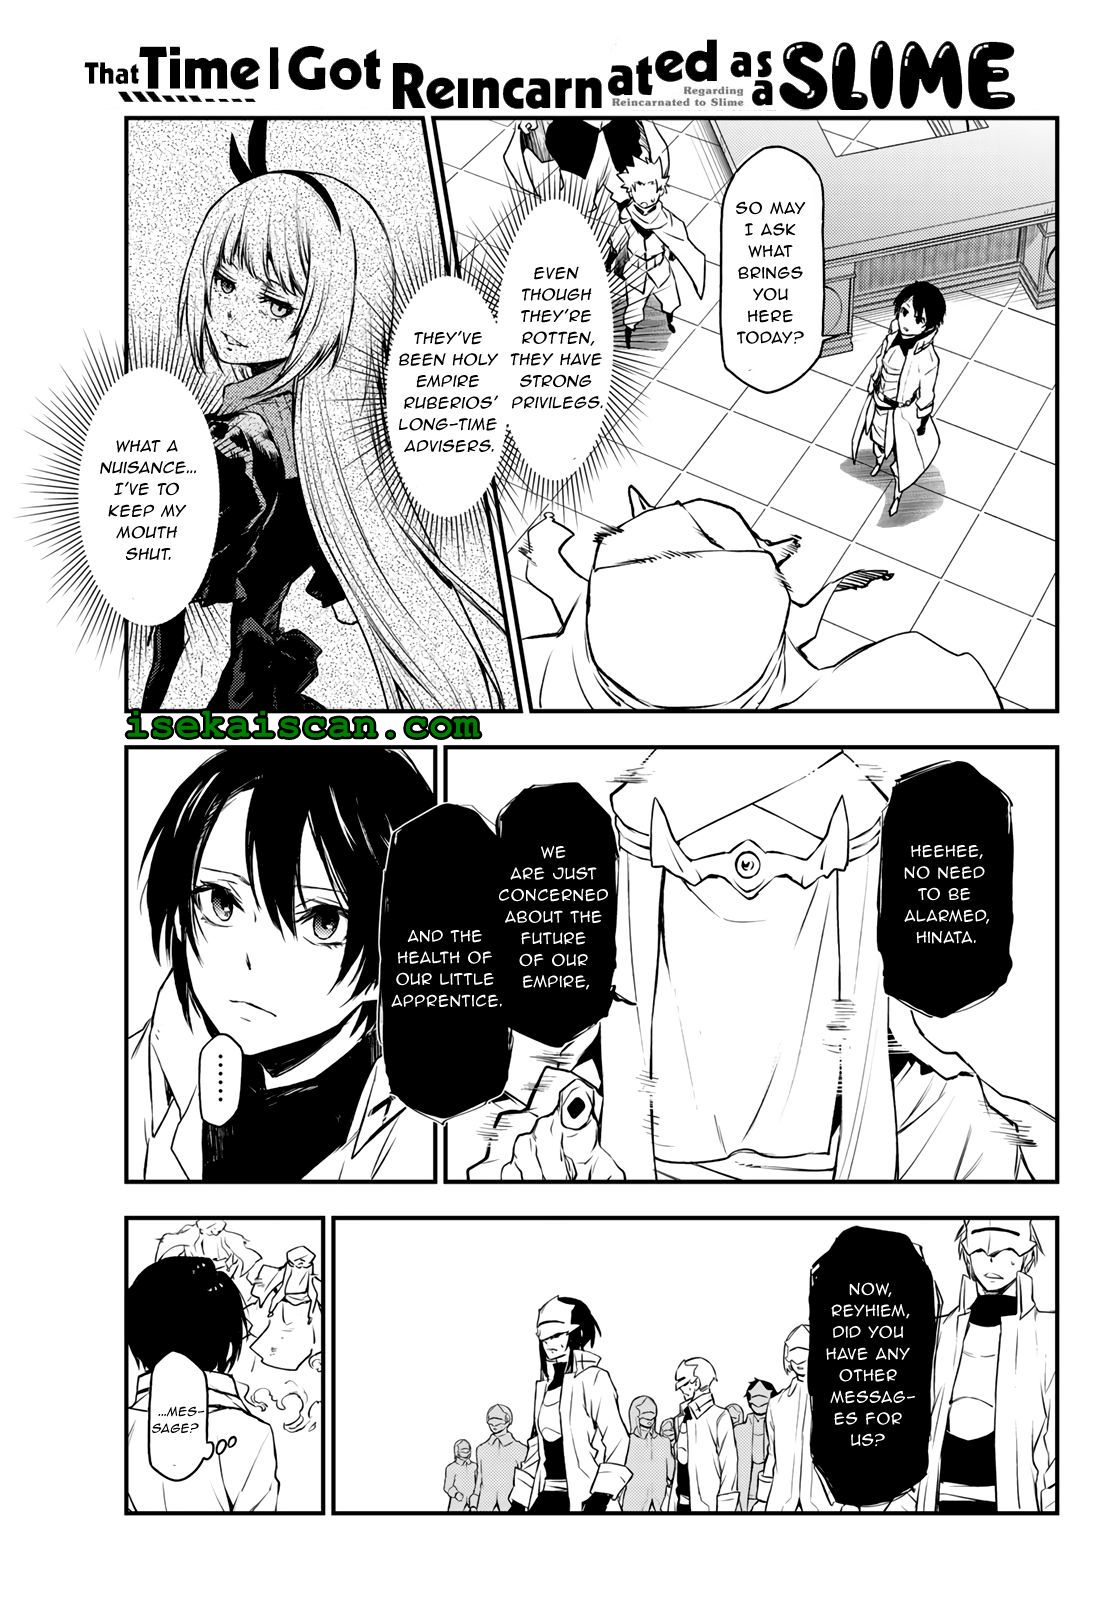 That Time I Got Reincarnated as a SLIME
Regarding
Reincarnated to Slime
SO MAY
I ASK
WHAT
BRINGS
YOU
HERE
TODAY?
EVEN
THOUGH
THEY'RE
ROTTEN,
THEY HAVE
STRONG
PRIVILEGS.
THEY'VE
BEEN HOLY
EMPIRE
RUBERIOS'
LONG-TIME
ADVISERS.
WHAT A
NUISANCE...
I'VE TO
KEEP MY
MOUTH
SHUT.
isekaiscan.com
HEEHEE,
NO NEED
TO BE
ALARMED,
HINATA.
WE
ARE JUST
CONCERNED
ABOUT THE
FUTURE
OF OUR
EMPIRE,
AND THE
HEALTH OF
OUR LITTLE
APPRENTICE.
......
NOW,
REYHIEM,
DID YOU
HAVE ANY
OTHER
MESSAG-
ES FOR
US?
...MES-
SAGE?